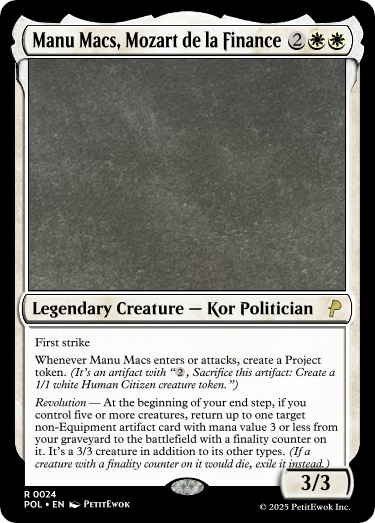 Manu Macs, Mozart de la Finance 2
Legendary Creature — Kor Politician P
First strike
Whenever Manu Macs enters or attacks, create a Project
token. (It's an artifact with “2, Sacrifice this artifact: Create a
1/1 white Human Citizen creature token.”)
Revolution — At the beginning of your end step, if you
control five or more creatures, return up to one target
non-Equipment artifact card with mana value 3 or less from
your graveyard to the battlefield with a finality counter on
it. It's a 3/3 creature in addition to its other types. (If a
creature with a finality counter on it would die, exile it instead.)
3/3
R 0024
POL • EN PetitEwok
© 2025 PetitEwok Inc.